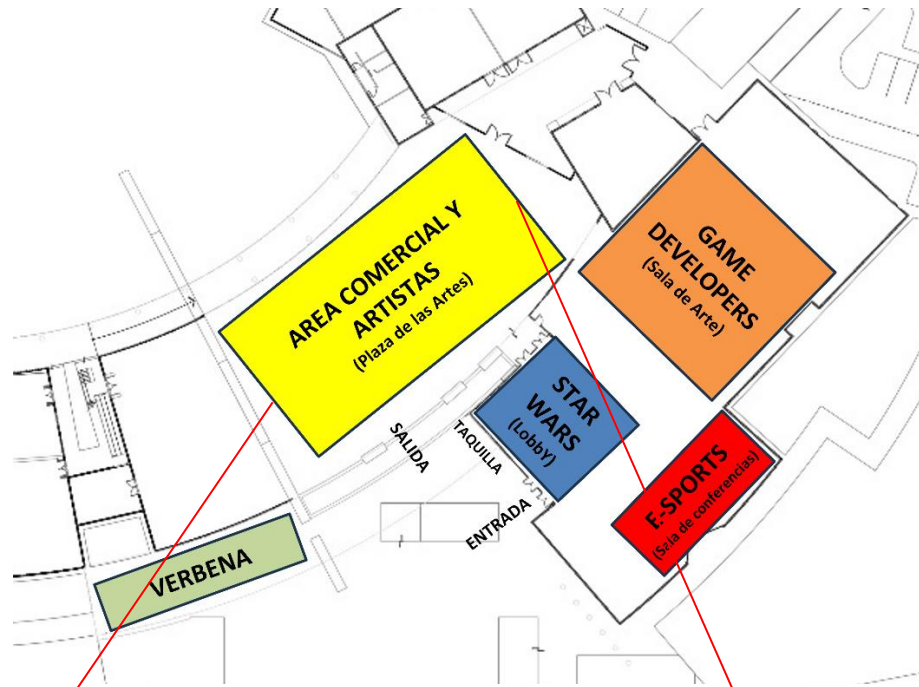 AREA COMERCIAL Y
ARTISTAS
(Plaza de las Artes)
GAME
DEVELOPERS
(Sala de Arte)
STAR
WARS
(LobbY)
E-SPORTS
(Sala de conferencias)
SALIDA
TAQUILLA
ENTRADA
VERBENA